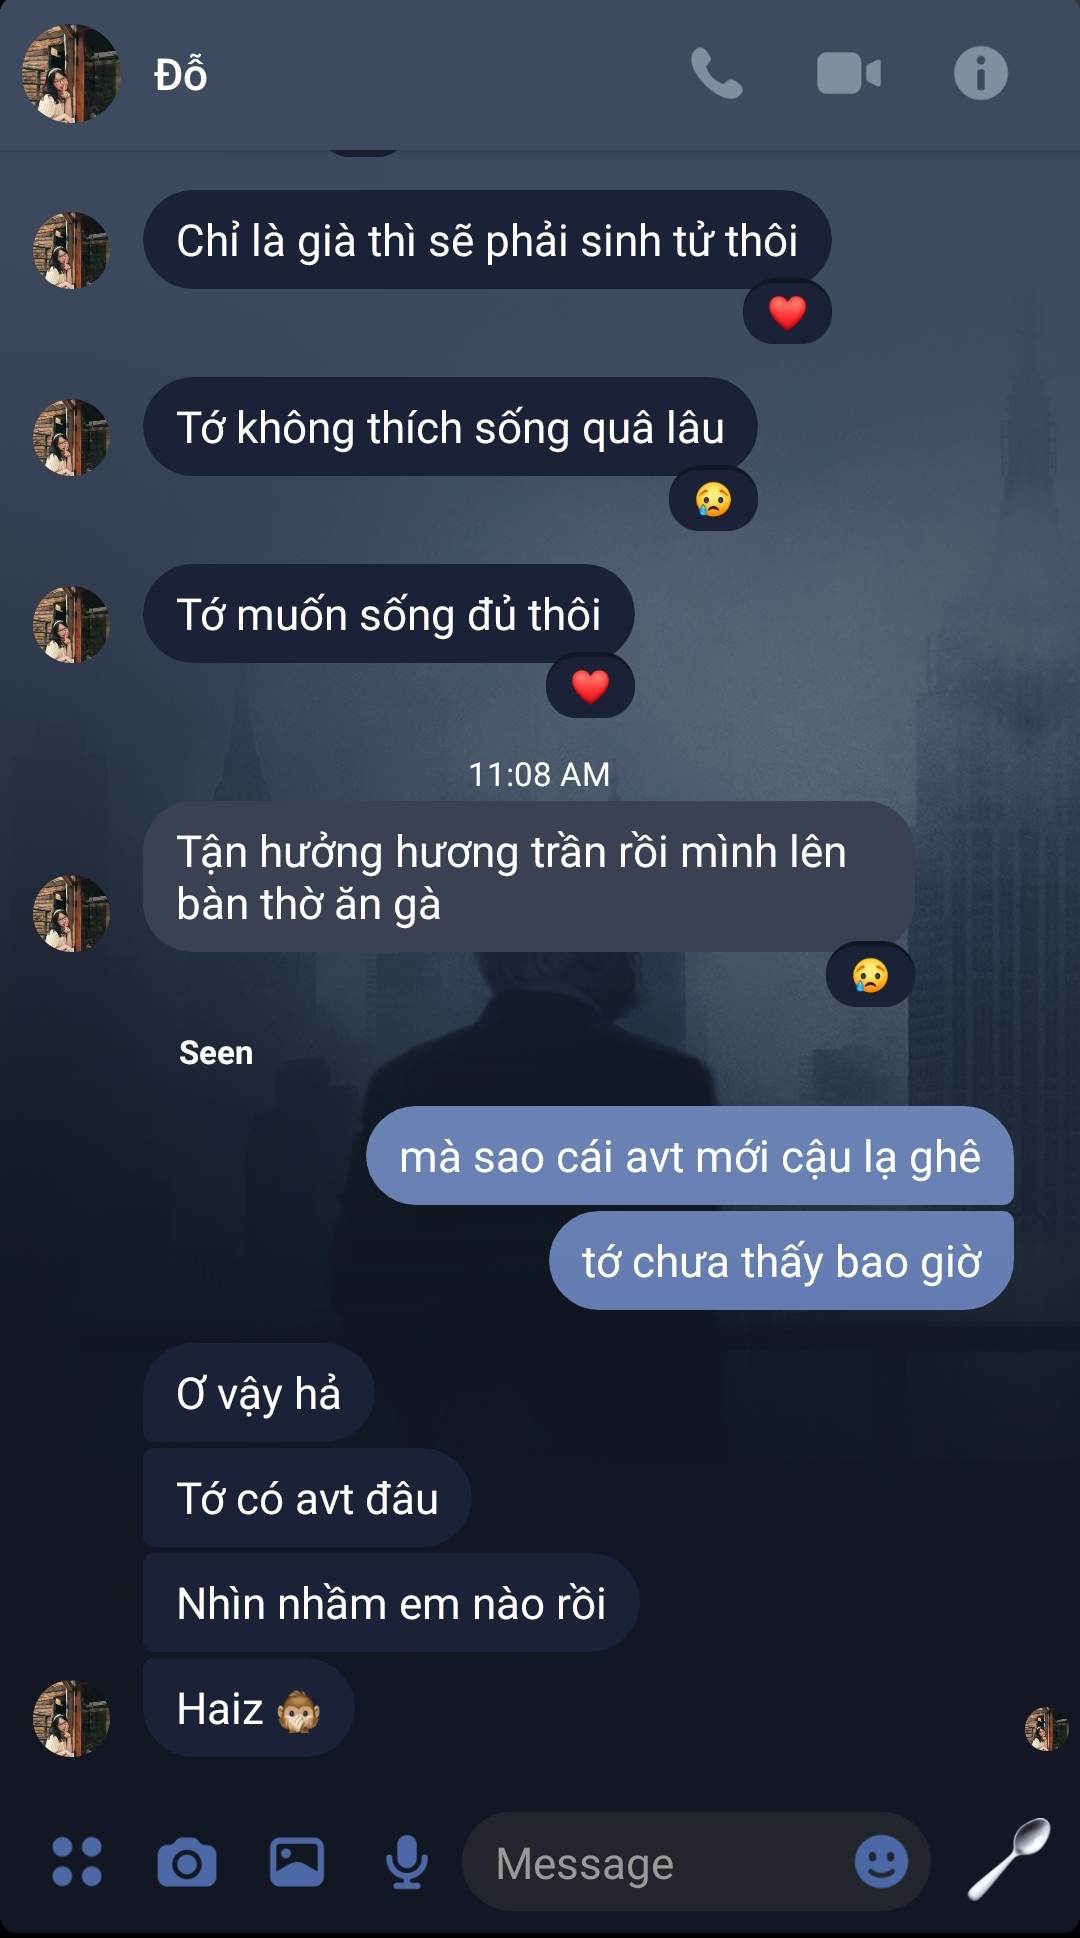 Đỗ
Chỉ là già thì sẽ phải sinh tử thôi
Tớ không thích sống quâ lâu
Tớ muốn sống đủ thôi
11:08 AM
Tận hưởng hương trần rồi mình lên
bàn thờ ăn gà
Seen
mà sao cái avt mới cậu lạ ghê
tớ chưa thấy bao giờ
Ơ vậy hả
Tớ có avt đâu
Nhìn nhầm em nào rồi
Haiz 🙊
Message